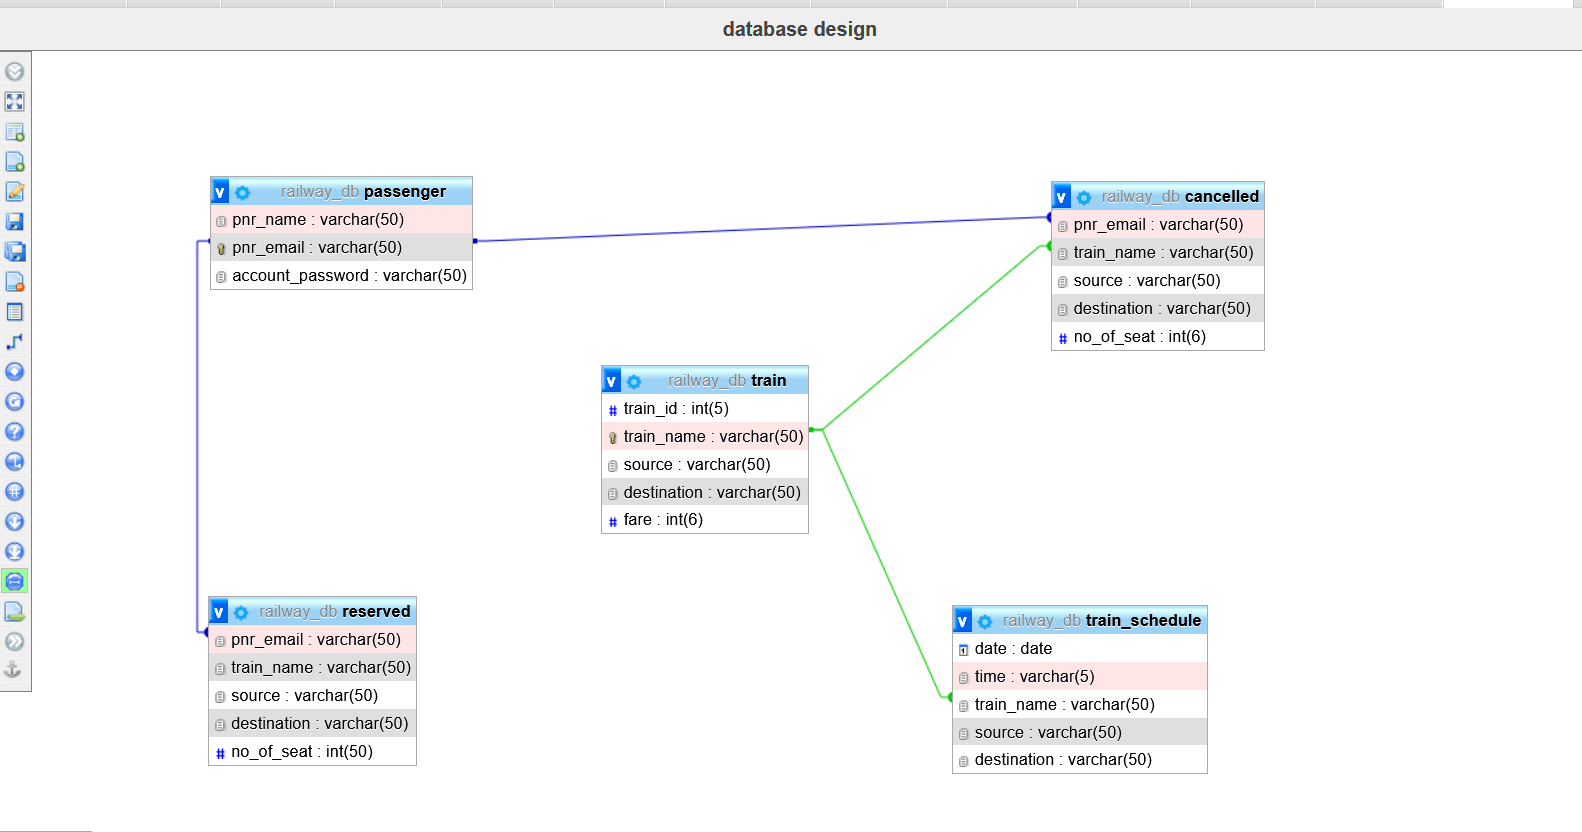 database design
v railway_db passenger
pnr_name : varchar(50)
pnr_email : varchar(50)
account_password : varchar(50)
v railway_db cancelled
pnr_email : varchar(50)
train_name : varchar(50)
source : varchar(50)
destination : varchar(50)
# no_of_seat : int(6)
v railway_db train
# train_id : int(5)
train_name : varchar(50)
source : varchar(50)
destination : varchar(50)
# fare : int(6)
v railway_db reserved
pnr_email : varchar(50)
train_name : varchar(50)
source : varchar(50)
destination : varchar(50)
# no_of_seat : int(50)
v railway_db train_schedule
date : date
time : varchar(5)
train_name : varchar(50)
source : varchar(50)
destination : varchar(50)